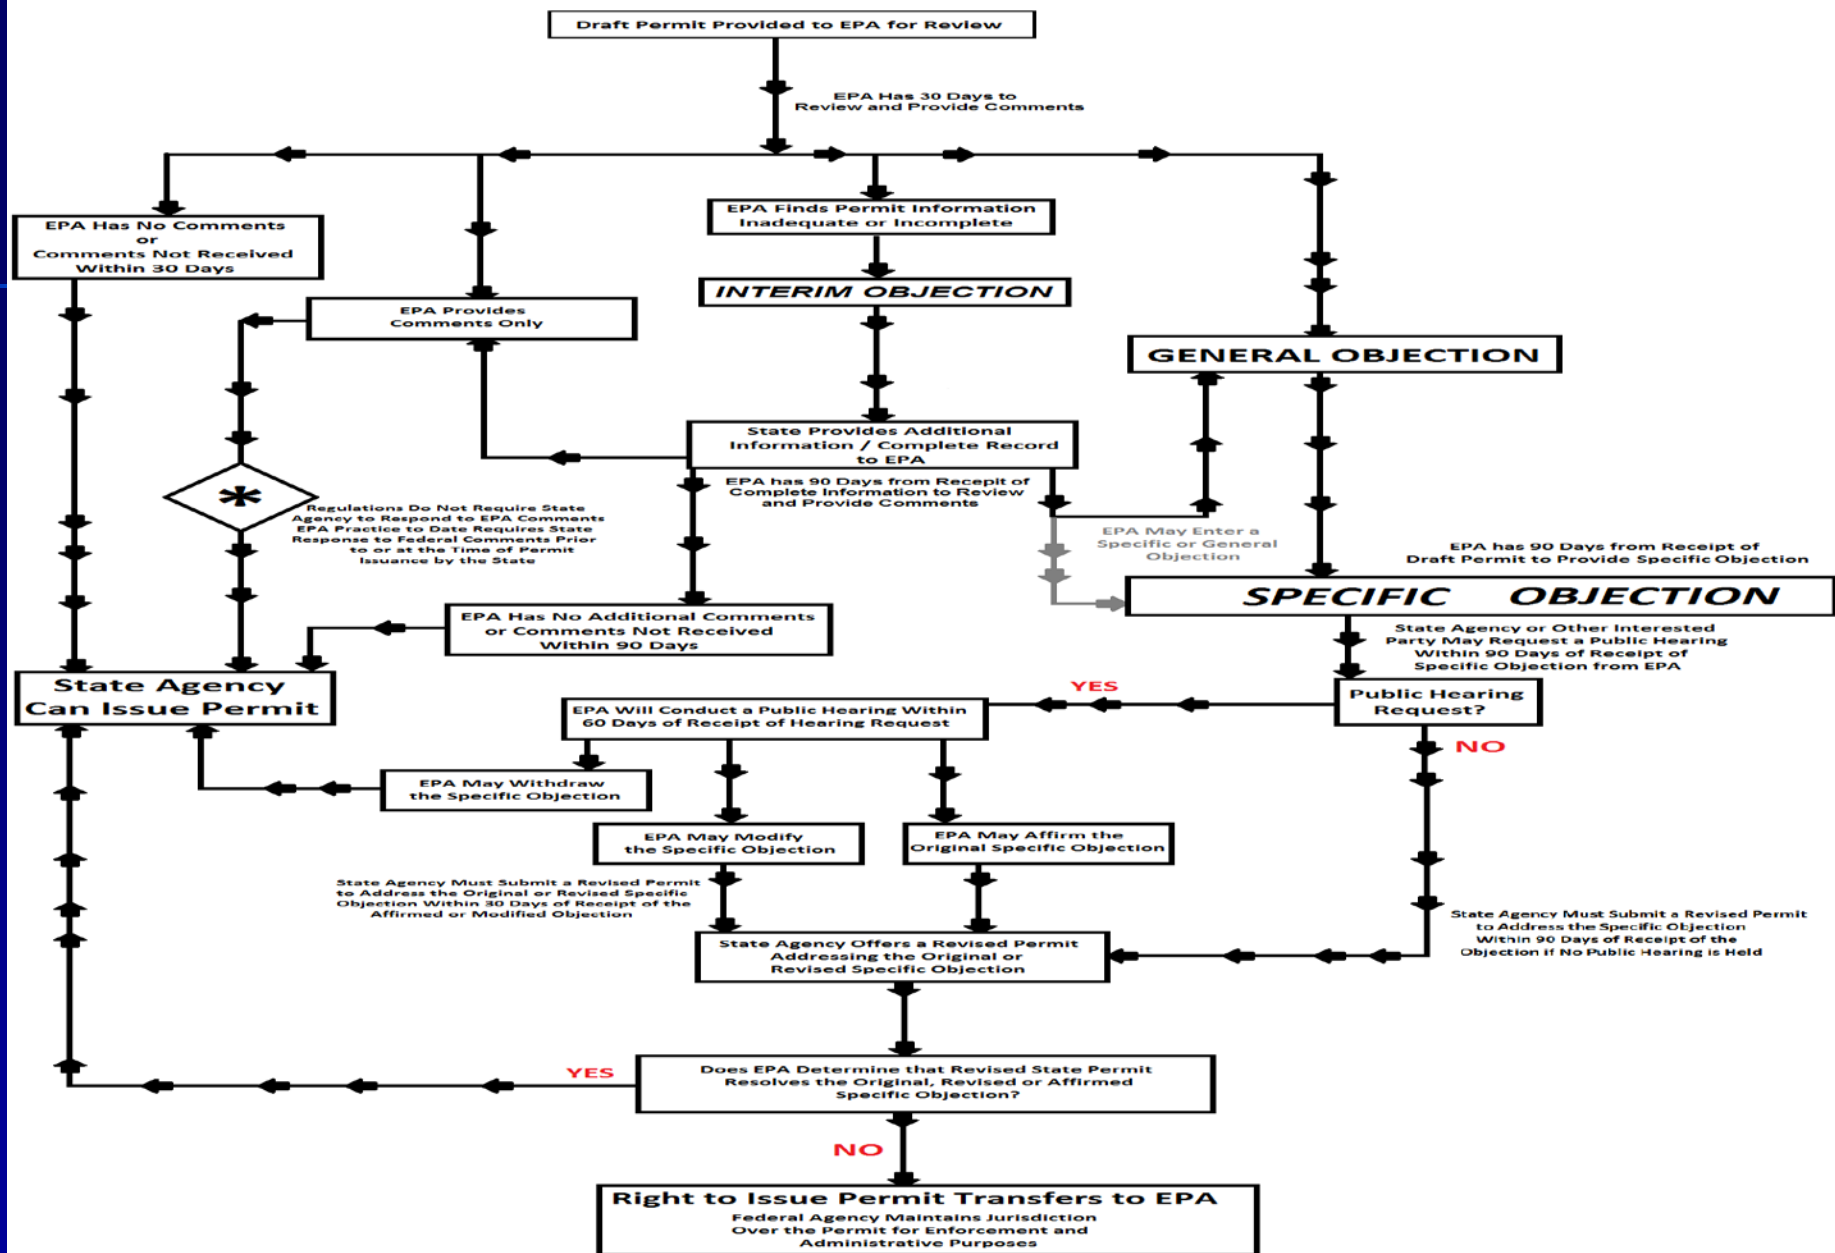 Draft Permit Provided to EPA for Review
EPA Has 30 Days to
Review and Provide Comments
EPA Has No Comments
or
Comments Not Received
Within 30 Days
EPA Finds Permit Information
Inadequate or Incomplete
INTERIM OBJECTION
EPA Provides
Comments Only
GENERAL OBJECTION
State Provides Additional
Information / Complete Record
to EPA
EPA has 90 Days from Receipit of
Complete Information to Review
and Provide Comments
*
Regulations Do Not Require State
Agency to Respond to EPA Comments
EPA Practice to Date Requires State
Response to Federal Comments Prior
to or at the Time of Permit
Issuance by the State
EPA May Enter a
Specific or General
Objection
EPA has 90 Days from Receipt of
Draft Permit to Provide Specific Objection
SPECIFIC OBJECTION
EPA Has No Additional Comments
or Comments Not Received
Within 90 Days
State Agency or Other Interested
Party May Request a Public Hearing
Within 90 Days of Receipt of
Specific Objection from EPA
State Agency
Can Issue Permit
YES
Public Hearing
Request?
EPA Will Conduct a Public Hearing Within
60 Days of Receipt of Hearing Request
NO
EPA May Withdraw
the Specific Objection
EPA May Modify
the Specific Objection
EPA May Affirm the
Original Specific Objection
State Agency Must Submit a Revised Permit
to Address the Original or Revised Specific
Objection Within 30 Days of Receipt of the
Affirmed or Modified Objection
State Agency Must Submit a Revised Permit
to Address the Specific Objection
Within 90 Days of Receipt of the
Objection if No Public Hearing is Held
State Agency Offers a Revised Permit
Addressing the Original or
Revised Specific Objection
YES
Does EPA Determine that Revised State Permit
Resolves the Original, Revised or Affirmed
Specific Objection?
NO
Right to Issue Permit Transfers to EPA
Federal Agency Maintains Jurisdiction
Over the Permit for Enforcement and
Administrative Purposes